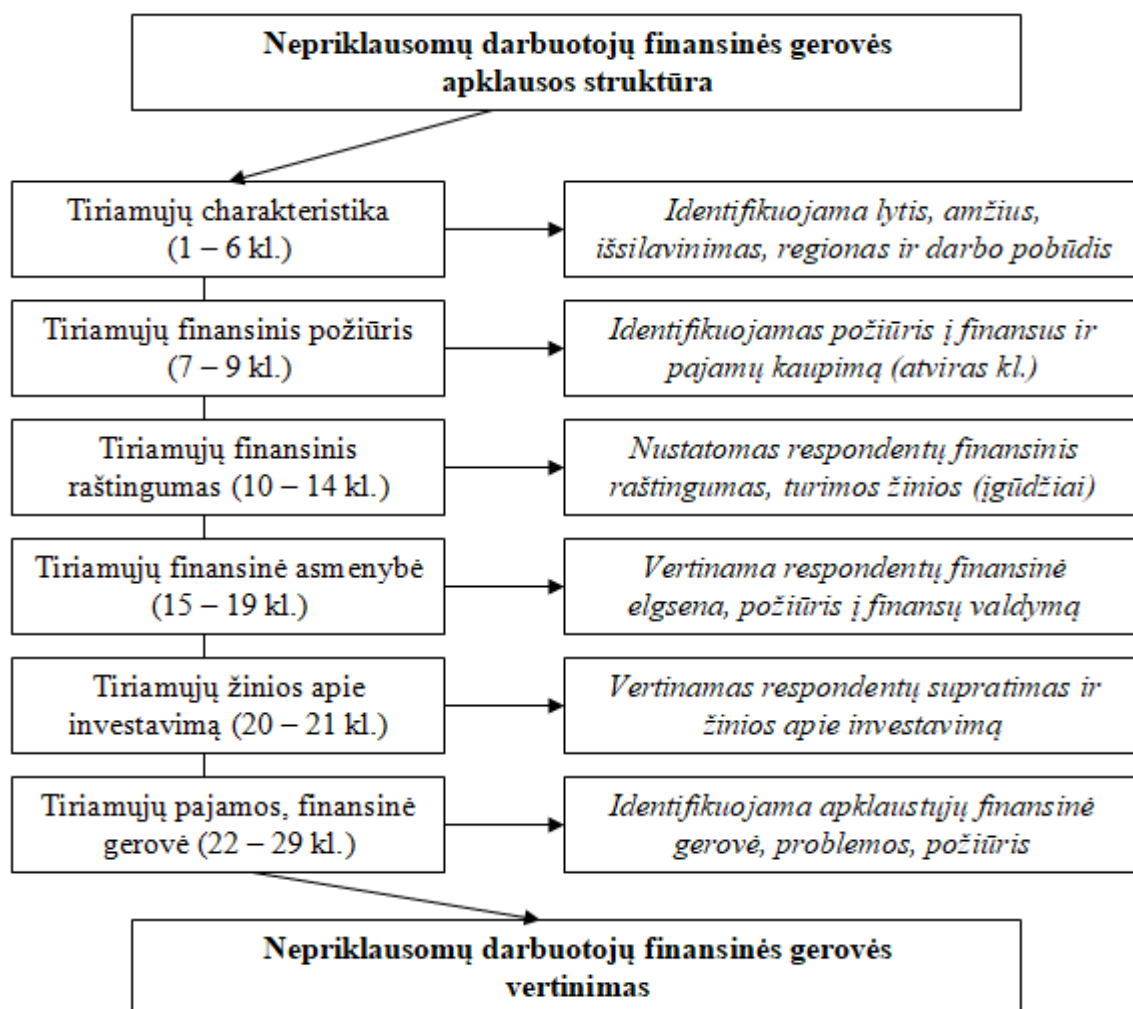 Nepriklausomų darbuotojų finansinės gerovės
apklausos struktūra
Tiriamųjų charakteristika
(1 – 6 kl.)
Identifikuojama lytis, amžius,
išsilavinimas, regionas ir darbo pobūdis
Tiriamųjų finansinis požiūris
(7 – 9 kl.)
Identifikuojamas požiūris į finansus ir
pajamų kaupimą (atviras kl.)
Tiriamųjų finansinis
raštingumas (10 – 14 kl.)
Nustatomas respondentų finansinis
raštingumas, turimos žinios (įgūdžiai)
Tiriamųjų finansinė asmenybė
(15 – 19 kl.)
Vertinama respondentų finansinė
elgsena, požiūris į finansų valdymą
Tiriamųjų žinios apie
investavimą (20 – 21 kl.)
Vertinamas respondentų supratimas ir
žinios apie investavimą
Tiriamųjų pajamos, finansinė
gerovė (22 – 29 kl.)
Identifikuojama apklaustųjų finansinė
gerovė, problemos, požiūris
Nepriklausomų darbuotojų finansinės gerovės
vertinimas